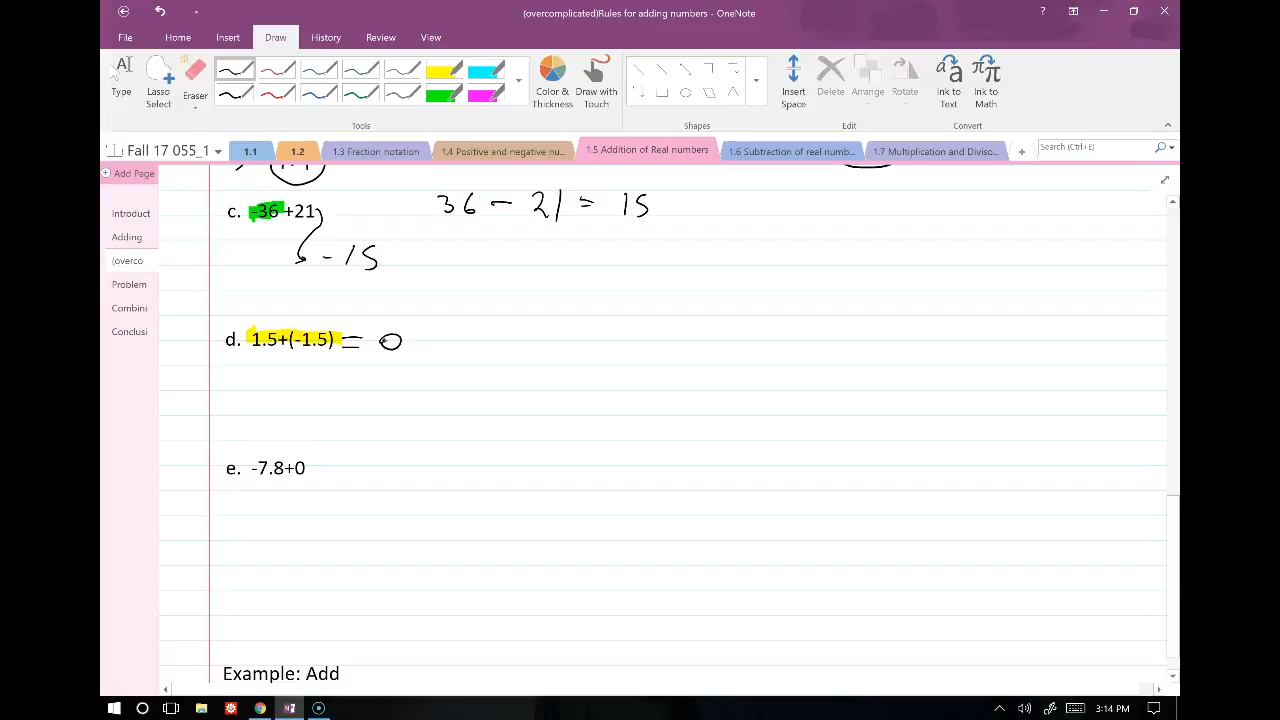 (overcomplicated)Rules for adding numbers - OneNote
File Home Insert Draw History Review View
Type Lasso Select Eraser Color & Thickness Draw with Touch Insert Space Delete Arrange Rotate Ink to Text Ink to Math
Tools Shapes Edit Convert
Fall 17 055_1 1.1 1.2 1.3 Fraction notation 1.4 Positive and negative nu... 1.5 Addition of Real numbers 1.6 Subtraction of real numb... 1.7 Multiplication and Diviso... Search (Ctrl+E)
Add Page
Introduct
Adding
(overco
Problem
Combini
Conclusi
c. -36 +21 36 - 21 = 15
-15
d. 1.5+(-1.5) = 0
e. -7.8+0
Example: Add
3:14 PM